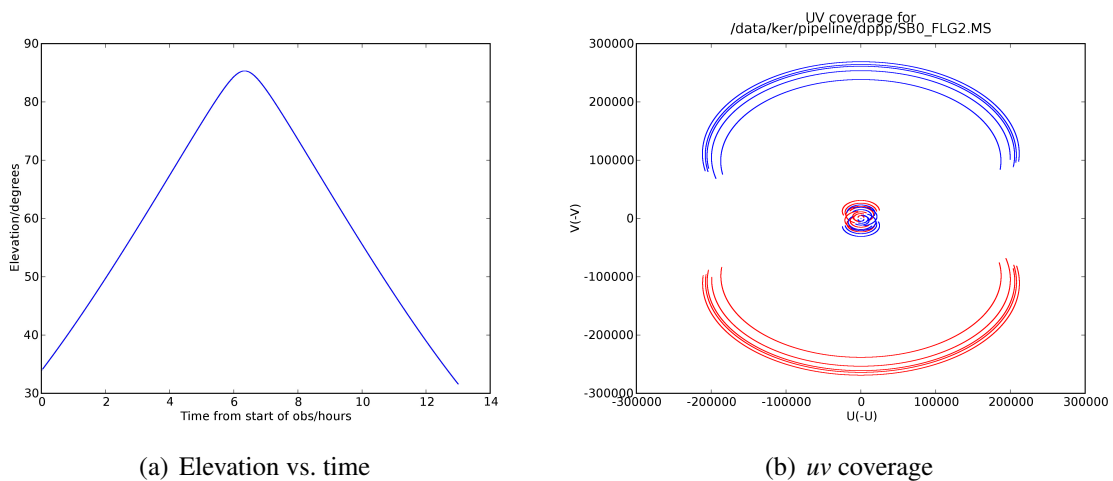 90
80
70
60
50
40
30
0 2 4 6 8 10 12 14
Elevation/degrees
Time from start of obs/hours
(a) Elevation vs. time
UV coverage for
/data/ker/pipeline/dppp/SB0_FLG2.MS
300000
200000
100000
0
-100000
-200000
-300000
-300000 -200000 -100000 0 100000 200000 300000
V(-V)
U(-U)
(b) uv coverage